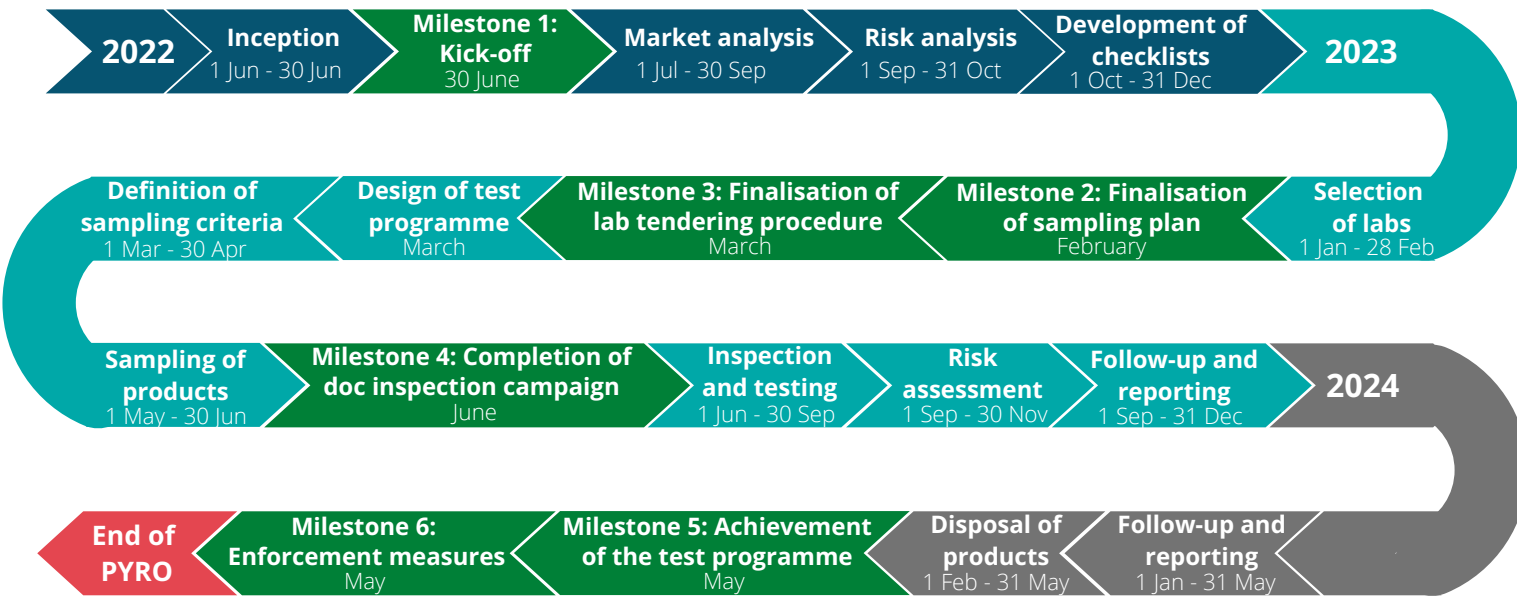 2022
Inception
1 Jun - 30 Jun
Milestone 1:
Kick-off
30 June
Market analysis
1 Jul - 30 Sep
Risk analysis
1 Sep - 31 Oct
Development of
checklists
1 Oct - 31 Dec
2023
Selection
of labs
1 Jan - 28 Feb
Milestone 2: Finalisation
of sampling plan
February
Milestone 3: Finalisation of
lab tendering procedure
March
Design of test
programme
March
Definition of
sampling criteria
1 Mar - 30 Apr
Sampling of
products
1 May - 30 Jun
Milestone 4: Completion of
doc inspection campaign
June
Inspection
and testing
1 Jun - 30 Sep
Risk
assessment
1 Sep - 30 Nov
Follow-up and
reporting
1 Sep - 31 Dec
2024
Follow-up and
reporting
1 Jan - 31 May
Disposal of
products
1 Feb - 31 May
Milestone 5: Achievement
of the test programme
May
Milestone 6:
Enforcement measures
May
End of
PYRO